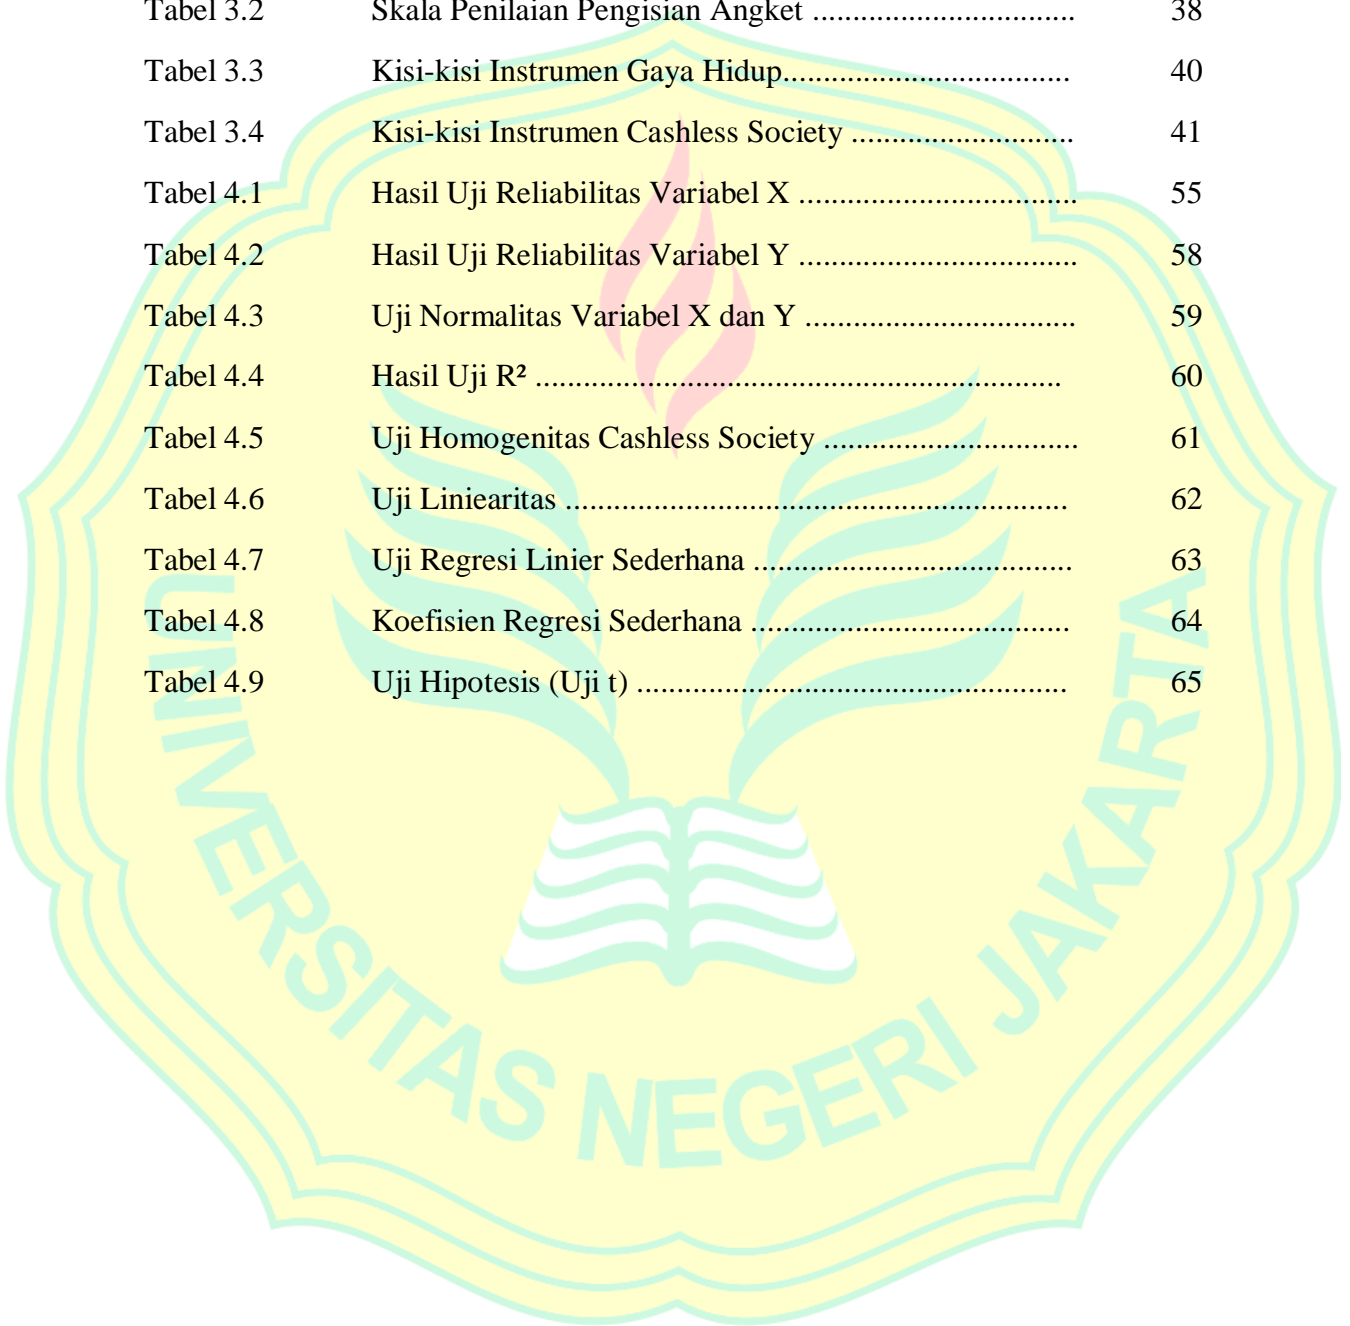 Tabel 3.2 Skala Penilaian Pengisian Angket ................................ 38
Tabel 3.3 Kisi-kisi Instrumen Gaya Hidup................................... 40
Tabel 3.4 Kisi-kisi Instrumen Cashless Society ........................... 41
Tabel 4.1 Hasil Uji Reliabilitas Variabel X .................................. 55
Tabel 4.2 Hasil Uji Reliabilitas Variabel Y .................................. 58
Tabel 4.3 Uji Normalitas Variabel X dan Y ................................. 59
Tabel 4.4 Hasil Uji R² ................................................................ 60
Tabel 4.5 Uji Homogenitas Cashless Society ............................... 61
Tabel 4.6 Uji Liniearitas ............................................................. 62
Tabel 4.7 Uji Regresi Linier Sederhana ....................................... 63
Tabel 4.8 Koefisien Regresi Sederhana ....................................... 64
Tabel 4.9 Uji Hipotesis (Uji t) ..................................................... 65
UNIVERSITAS NEGERI JAKARTA